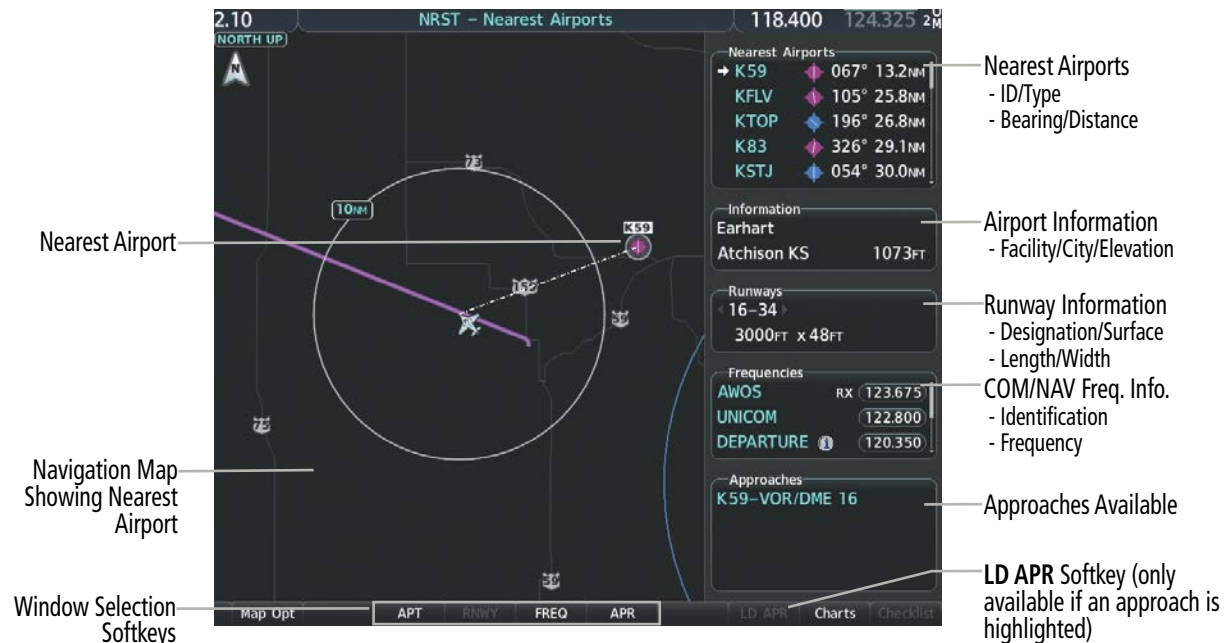 2.10
NRST – Nearest Airports
118.400 124.325
NORTH UP
N
Nearest Airports
K59 067° 13.2NM
KFLV 105° 25.8NM
KTOP 196° 26.8NM
K83 326° 29.1NM
KSTJ 054° 30.0NM
Information
Earhart
Atchison KS 1073FT
Runways
16–34
3000FT x 48FT
Frequencies
AWOS RX 123.675
UNICOM 122.800
DEPARTURE i 120.350
Approaches
K59–VOR/DME 16
73
10NM
K59
59
75
59
Map Opt APT RNWY FREQ APR LD APR Charts Checklist
Nearest Airport
Navigation Map
Showing Nearest
Airport
Window Selection
Softkeys
Nearest Airports
- ID/Type
- Bearing/Distance
Airport Information
- Facility/City/Elevation
Runway Information
- Designation/Surface
- Length/Width
COM/NAV Freq. Info.
- Identification
- Frequency
Approaches Available
LD APR Softkey (only
available if an approach is
highlighted)